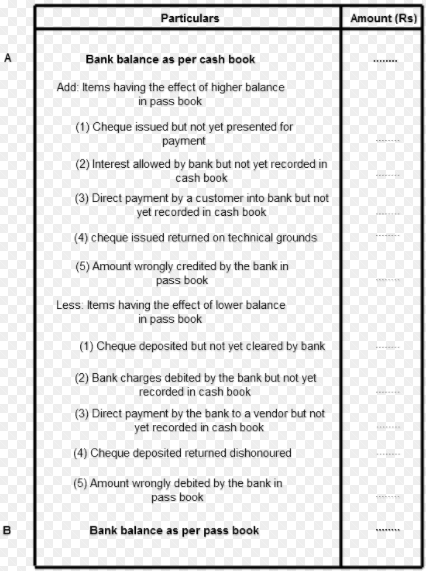 Particulars Amount (Rs)
A Bank balance as per cash book ........
Add: Items having the effect of higher balance
in pass book
(1) Cheque issued but not yet presented for
payment ........
(2) Interest allowed by bank but not yet recorded in
cash book ........
(3) Direct payment by a customer into bank but not
yet recorded in cash book ........
(4) cheque issued returned on technical grounds ........
(5) Amount wrongly credited by the bank in
pass book ........
Less: Items having the effect of lower balance
in pass book
(1) Cheque deposited but not yet cleared by bank ........
(2) Bank charges debited by the bank but not yet
recorded in cash book ........
(3) Direct payment by the bank to a vendor but not
yet recorded in cash book ........
(4) Cheque deposited returned dishonoured ........
(5) Amount wrongly debited by the bank in
pass book ........
B Bank balance as per pass book ........